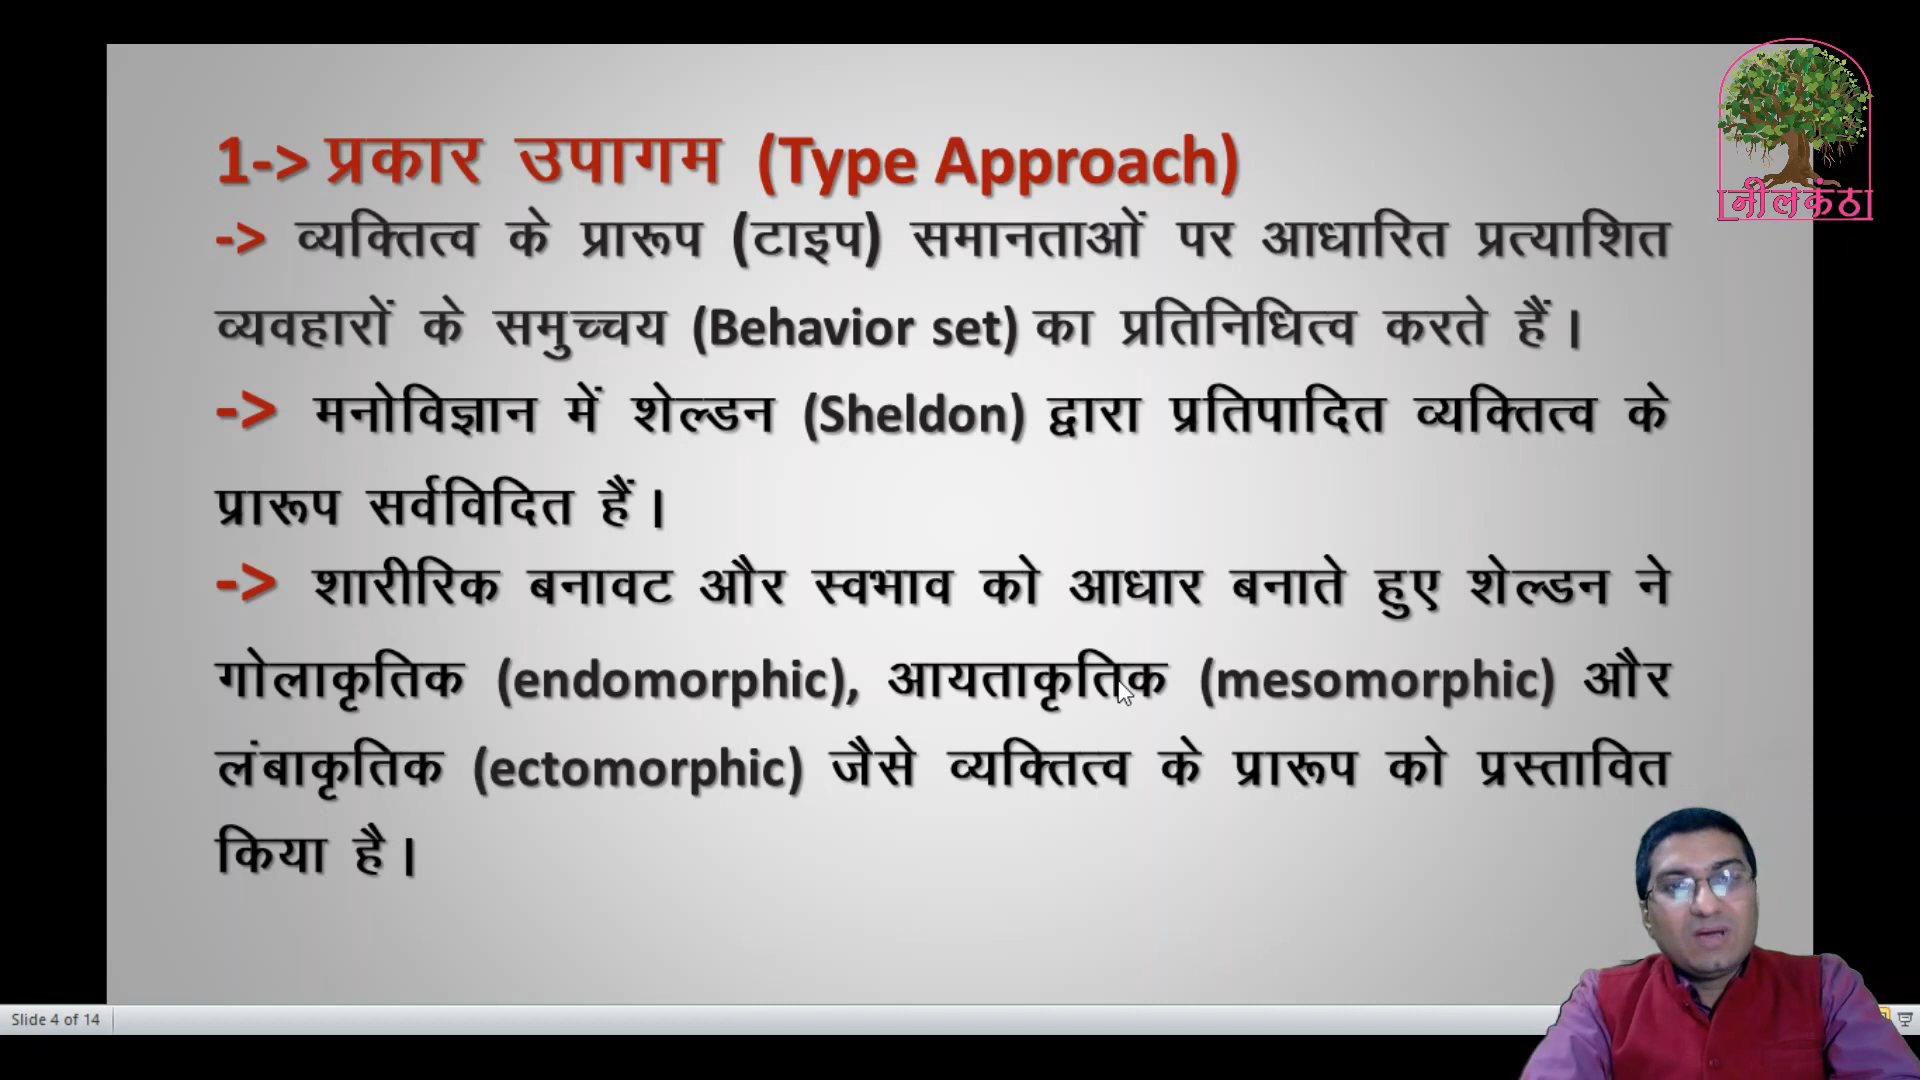 नीलकंठ
1-> प्रकार उपागम (Type Approach)
-> व्यक्तित्व के प्रारूप (टाइप) समानताओं पर आधारित प्रत्याशित
व्यवहारों के समुच्चय (Behavior set) का प्रतिनिधित्व करते हैं।
-> मनोविज्ञान में शेल्डन (Sheldon) द्वारा प्रतिपादित व्यक्तित्व के
प्रारूप सर्वविदित हैं।
-> शारीरिक बनावट और स्वभाव को आधार बनाते हुए शेल्डन ने
गोलाकृतिक (endomorphic), आयताकृतिक (mesomorphic) और
लंबाकृतिक (ectomorphic) जैसे व्यक्तित्व के प्रारूप को प्रस्तावित
किया है।
Slide 4 of 14